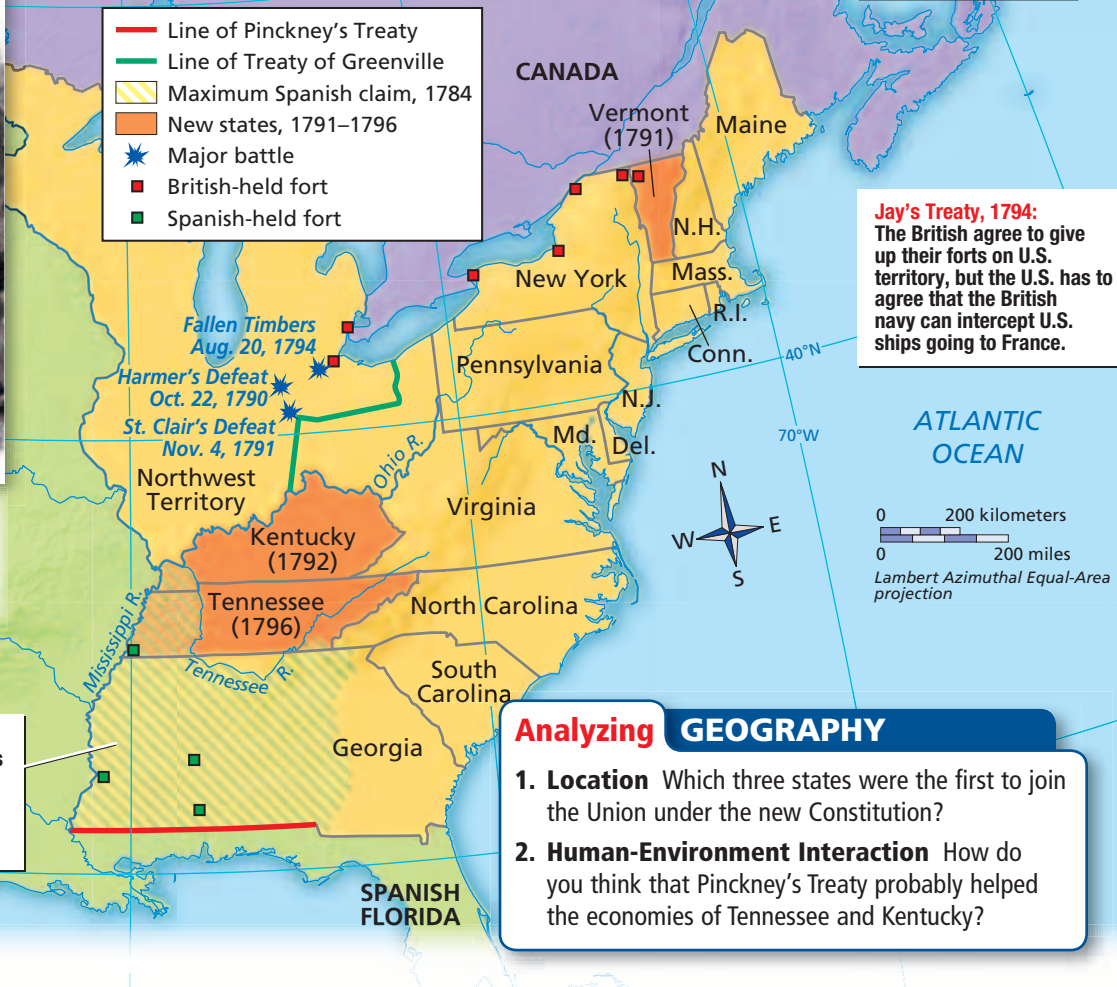 Line of Pinckney's Treaty
Line of Treaty of Greenville
Maximum Spanish claim, 1784
New states, 1791–1796
Major battle
British-held fort
Spanish-held fort
CANADA
Vermont
(1791)
Maine
N.H.
New York
Mass.
R.I.
Conn.
Jay's Treaty, 1794:
The British agree to give
up their forts on U.S.
territory, but the U.S. has to
agree that the British
navy can intercept U.S.
ships going to France.
Fallen Timbers
Aug. 20, 1794
Harmer's Defeat
Oct. 22, 1790
St. Clair's Defeat
Nov. 4, 1791
Pennsylvania
N.J.
Md.
Del.
40°N
70°W
ATLANTIC
OCEAN
Northwest
Territory
Ohio R.
Virginia
Kentucky
(1792)
Tennessee
(1796)
North Carolina
N
W
E
S
0 200 kilometers
0 200 miles
Lambert Azimuthal Equal-Area
projection
Mississippi R.
Tennessee R.
South
Carolina
Georgia
s
SPANISH
FLORIDA
Analyzing GEOGRAPHY
1. Location Which three states were the first to join
the Union under the new Constitution?
2. Human-Environment Interaction How do
you think that Pinckney's Treaty probably helped
the economies of Tennessee and Kentucky?